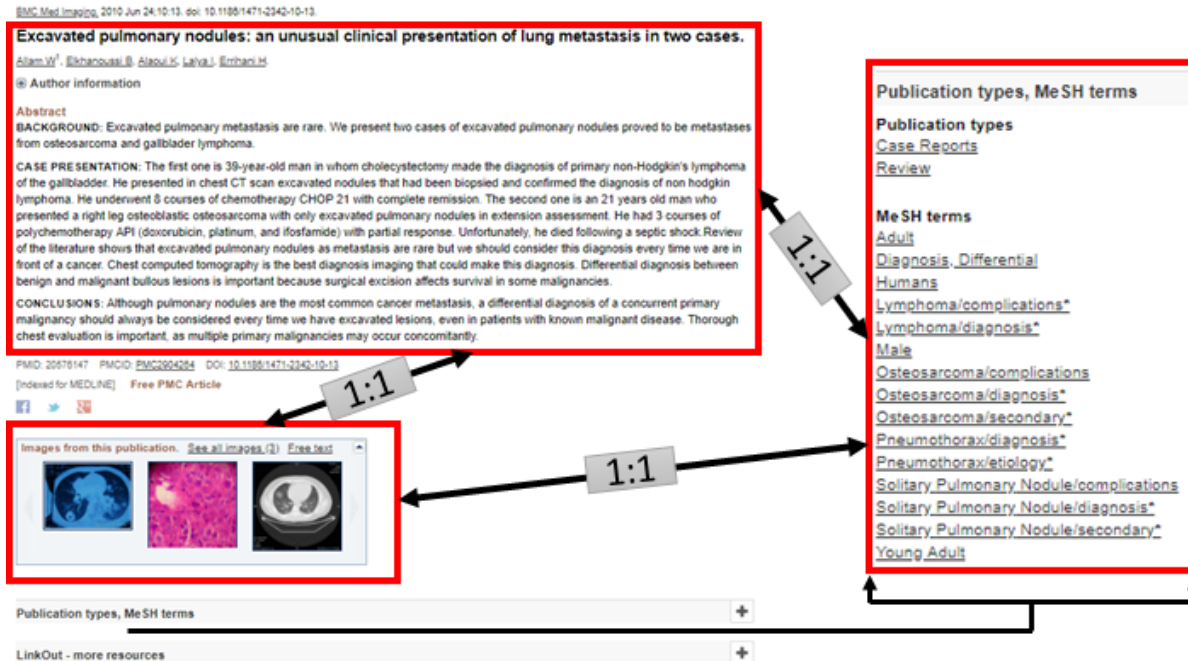 BMC Med Imaging. 2010 Jun 24;10:13. doi: 10.1186/1471-2342-10-13.
Excavated pulmonary nodules: an unusual clinical presentation of lung metastasis in two cases.
Allam W1, Elkhanoussi B, Alaoui K, Lalya I, Errihani H.
Author information
Abstract
BACKGROUND: Excavated pulmonary metastasis are rare. We present two cases of excavated pulmonary nodules proved to be metastases
from osteosarcoma and gallblader lymphoma.
CASE PRESENTATION: The first one is 39-year-old man in whom cholecystectomy made the diagnosis of primary non-Hodgkin's lymphoma
of the gallbladder. He presented in chest CT scan excavated nodules that had been biopsied and confirmed the diagnosis of non hodgkin
lymphoma. He underwent 8 courses of chemotherapy CHOP 21 with complete remission. The second one is an 21 years old man who
presented a right leg osteoblastic osteosarcoma with only excavated pulmonary nodules in extension assessment. He had 3 courses of
polychemotherapy API (doxorubicin, platinum, and ifosfamide) with partial response. Unfortunately, he died following a septic shock.Review
of the literature shows that excavated pulmonary nodules as metastasis are rare but we should consider this diagnosis every time we are in
front of a cancer. Chest computed tomography is the best diagnosis imaging that could make this diagnosis. Differential diagnosis between
benign and malignant bullous lesions is important because surgical excision affects survival in some malignancies.
CONCLUSIONS: Although pulmonary nodules are the most common cancer metastasis, a differential diagnosis of a concurrent primary
malignancy should always be considered every time we have excavated lesions, even in patients with known malignant disease. Thorough
chest evaluation is important, as multiple primary malignancies may occur concomitantly.
PMID: 20576147 PMCID: PMC2904264 DOI: 10.1186/1471-2342-10-13
[Indexed for MEDLINE] Free PMC Article
1:1
Images from this publication. See all images (3) Free text
1:1
1:1
Publication types, MeSH terms
LinkOut - more resources
Publication types, MeSH terms
Publication types
Case Reports
Review
MeSH terms
Adult
Diagnosis, Differential
Humans
Lymphoma/complications*
Lymphoma/diagnosis*
Male
Osteosarcoma/complications
Osteosarcoma/diagnosis*
Osteosarcoma/secondary*
Pneumothorax/diagnosis*
Pneumothorax/etiology*
Solitary Pulmonary Nodule/complications
Solitary Pulmonary Nodule/diagnosis*
Solitary Pulmonary Nodule/secondary*
Young Adult